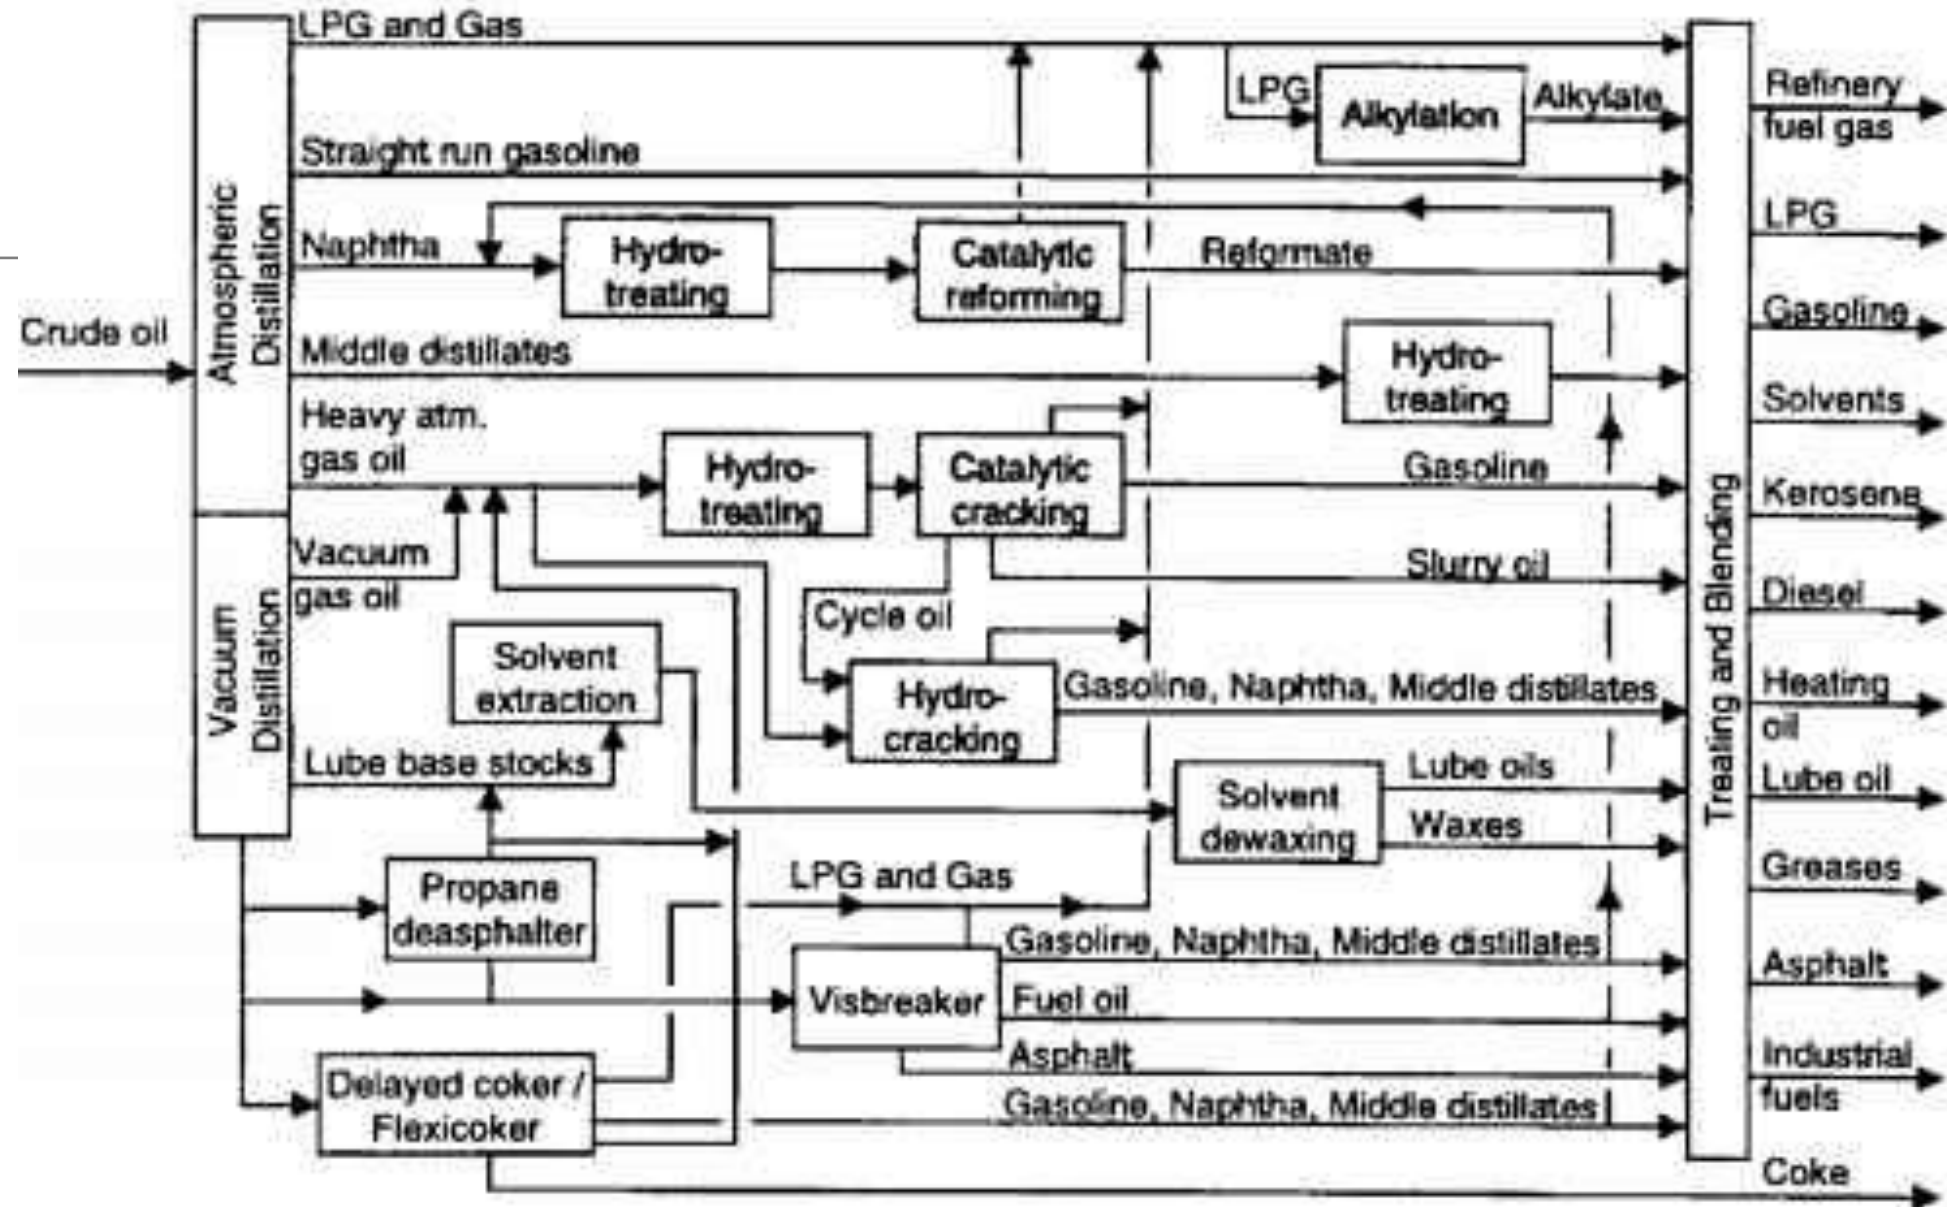 LPG and Gas
LPG
Alkylation
Alkylate
Refinery
fuel gas
Straight run gasoline
LPG
Naphtha
Hydro-
treating
Catalytic
reforming
Reformate
Gasoline
Crude oil
Atmospheric
Distillation
Middle distillates
Hydro-
treating
Solvents
Heavy atm.
gas oil
Hydro-
treating
Catalytic
cracking
Gasoline
Kerosene
Vacuum
gas oil
Slurry oil
Cycle oil
Treating and Blending
Diesel
Vacuum
Distillation
Solvent
extraction
Hydro-
cracking
Gasoline, Naphtha, Middle distillates
Heating
oil
Lube base stocks
Solvent
dewaxing
Lube oils
Waxes
Lube oil
Propane
deasphalter
LPG and Gas
Greases
Visbreaker
Gasoline, Naphtha, Middle distillates
Fuel oil
Asphalt
Asphalt
Delayed coker /
Flexicoker
Gasoline, Naphtha, Middle distillates
Industrial
fuels
Coke